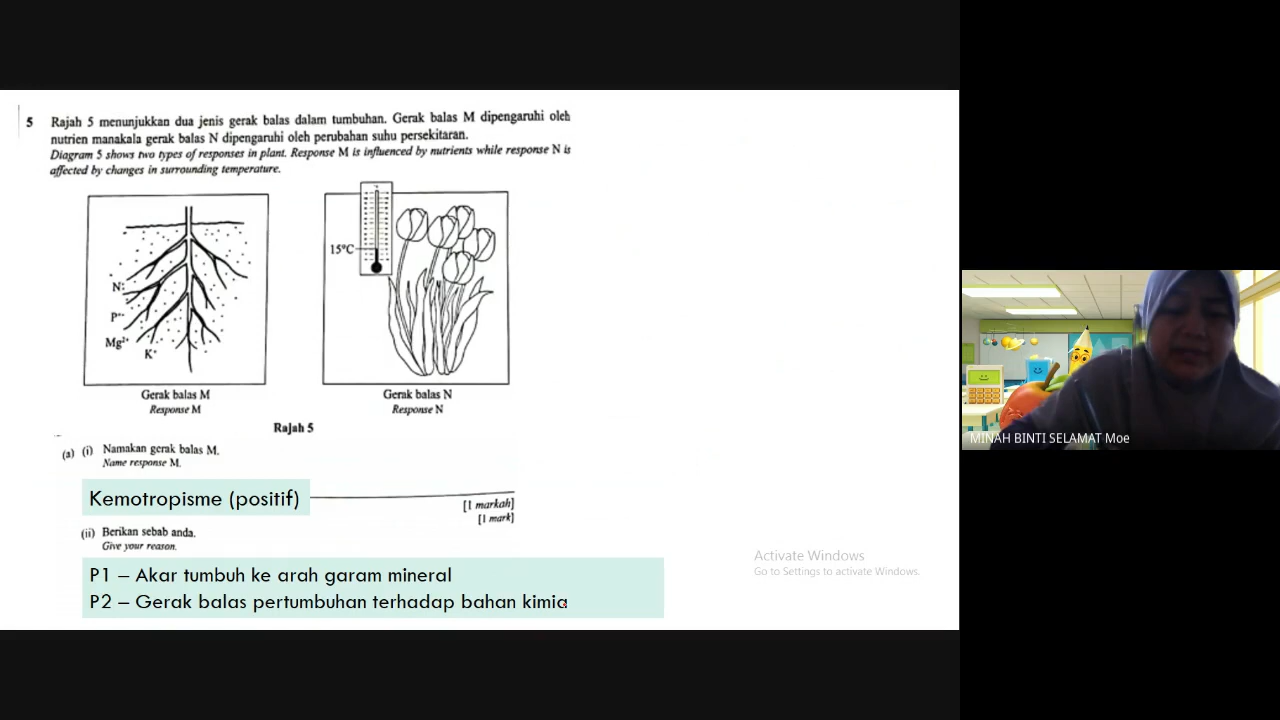 5 Rajah 5 menunjukkan dua jenis gerak balas dalam tumbuhan. Gerak balas M dipengaruhi oleh
nutrien manakala gerak balas N dipengaruhi oleh perubahan suhu persekitaran.
Diagram 5 shows two types of responses in plant. Response M is influenced by nutrients while response N is
affected by changes in surrounding temperature.
15°C
Mg²⁺
K⁺
Gerak balas M
Response M
Gerak balas N
Response N
Rajah 5
(a) (i) Namakan gerak balas M.
Name response M.
Kemotropisme (positif)
[1 markah]
[1 mark]
(ii) Berikan sebab anda.
Give your reason.
P1 – Akar tumbuh ke arah garam mineral
P2 – Gerak balas pertumbuhan terhadap bahan kimia
Activate Windows
Go to Settings to activate Windows.
MINAH BINTI SELAMAT Moe